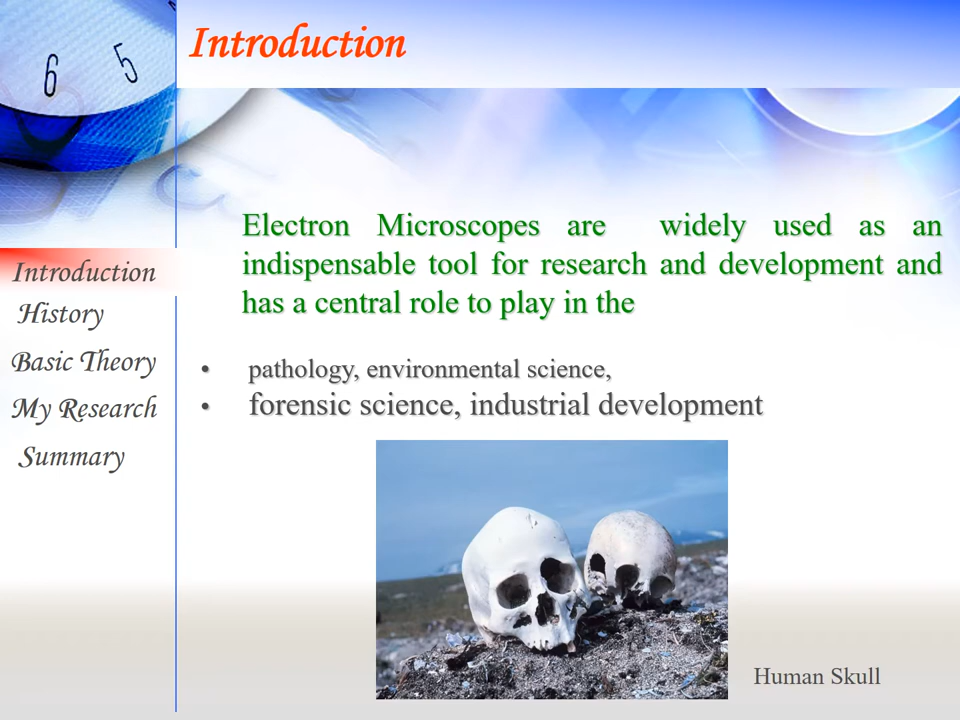 Introduction
6 5
Introduction
History
Basic Theory
My Research
Summary
Electron Microscopes are widely used as an
indispensable tool for research and development and
has a central role to play in the
• pathology, environmental science,
• forensic science, industrial development
Human Skull